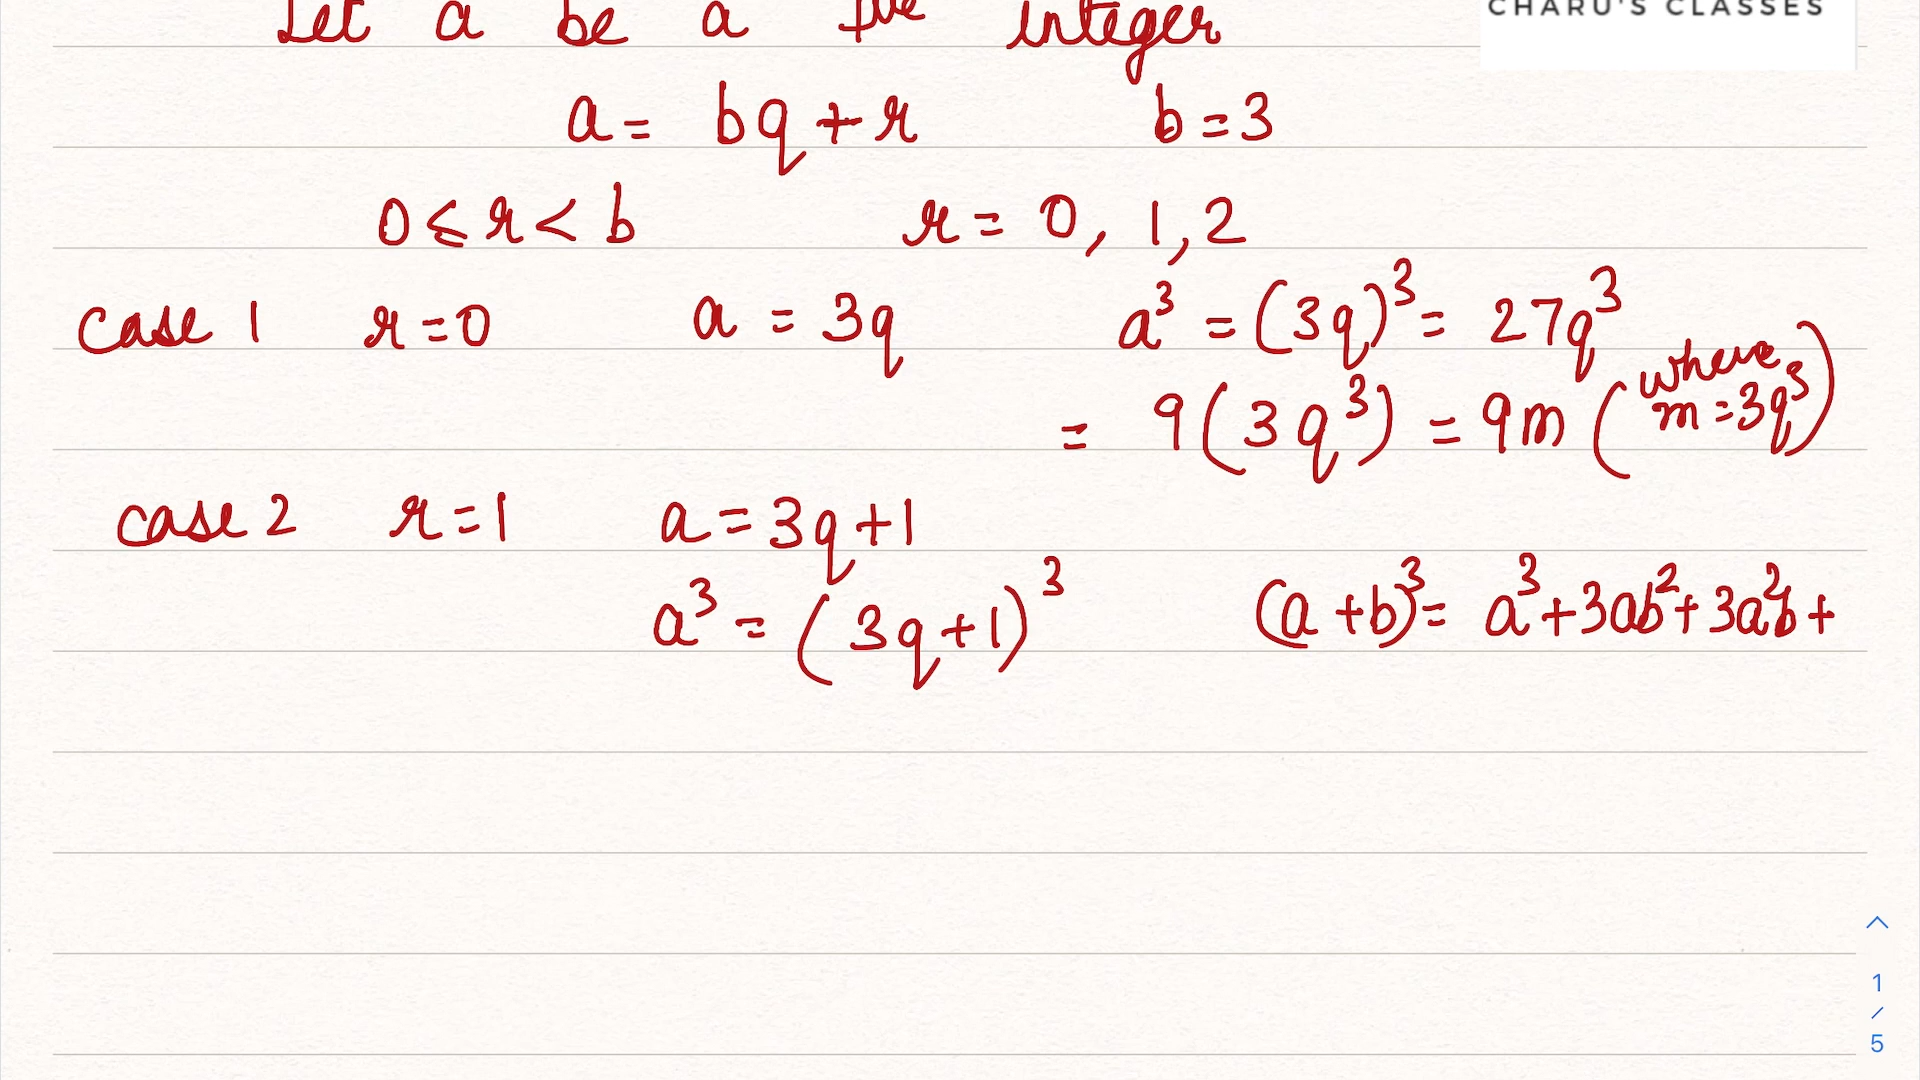 CHARU'S CLASSES
Let a be a +ve integer
a = bq + r b = 3
0 ≤ r < b r = 0, 1, 2
case 1 r = 0 a = 3q a³ = (3q)³ = 27q³
= 9(3q³) = 9m (where m = 3q³)
case 2 r = 1 a = 3q + 1
a³ = (3q + 1)³ (a + b)³ = a³ + 3ab² + 3a²b +
1
/
5